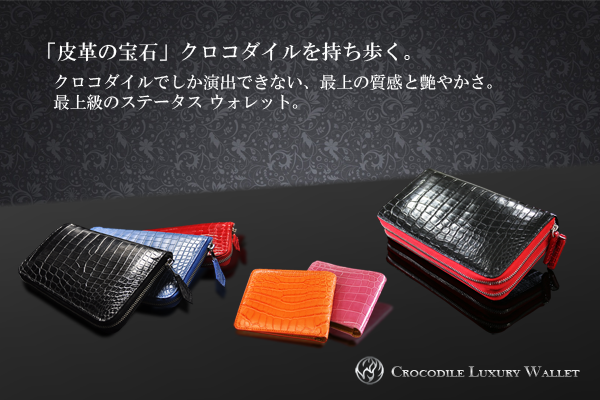 「皮革の宝石」クロコダイルを持ち歩く。
クロコダイルでしか演出できない、最上の質感と艶やかさ。
最上級のステータス ウォレット。
CROCODILE LUXURY WALLET